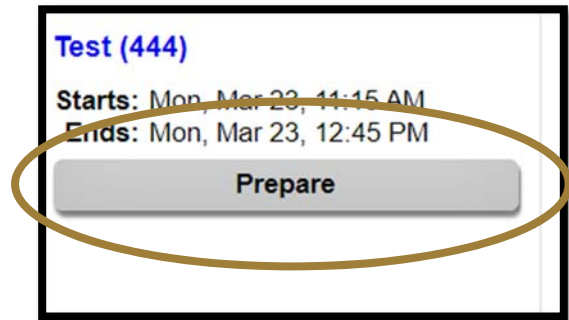 Test (444)
Starts: Mon, Mar 23, 11:15 AM
Ends: Mon, Mar 23, 12:45 PM
Prepare